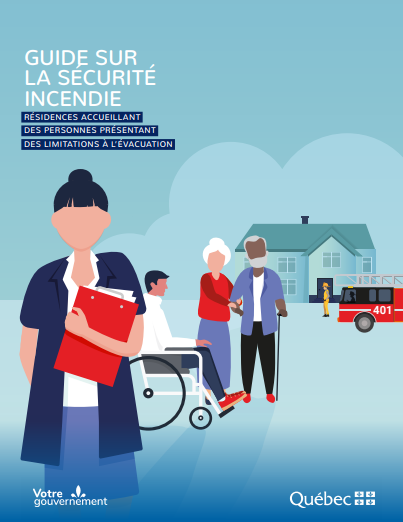 GUIDE SUR
LA SÉCURITÉ
INCENDIE
RÉSIDENCES ACCUEILLANT
DES PERSONNES PRÉSENTANT
DES LIMITATIONS À L'ÉVACUATION
401
Votre
gouvernement
Québec